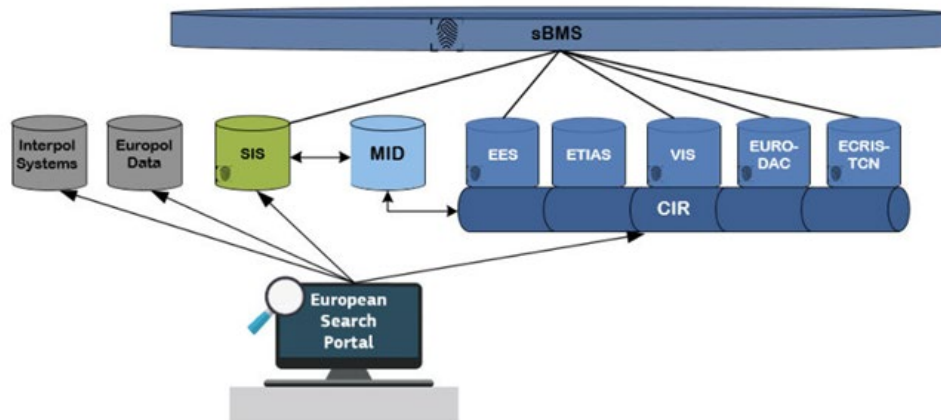 sBMS
Interpol
Systems
Europol
Data
SIS
MID
EES
ETIAS
VIS
EURO-
DAC
ECRIS-
TCN
CIR
European
Search
Portal